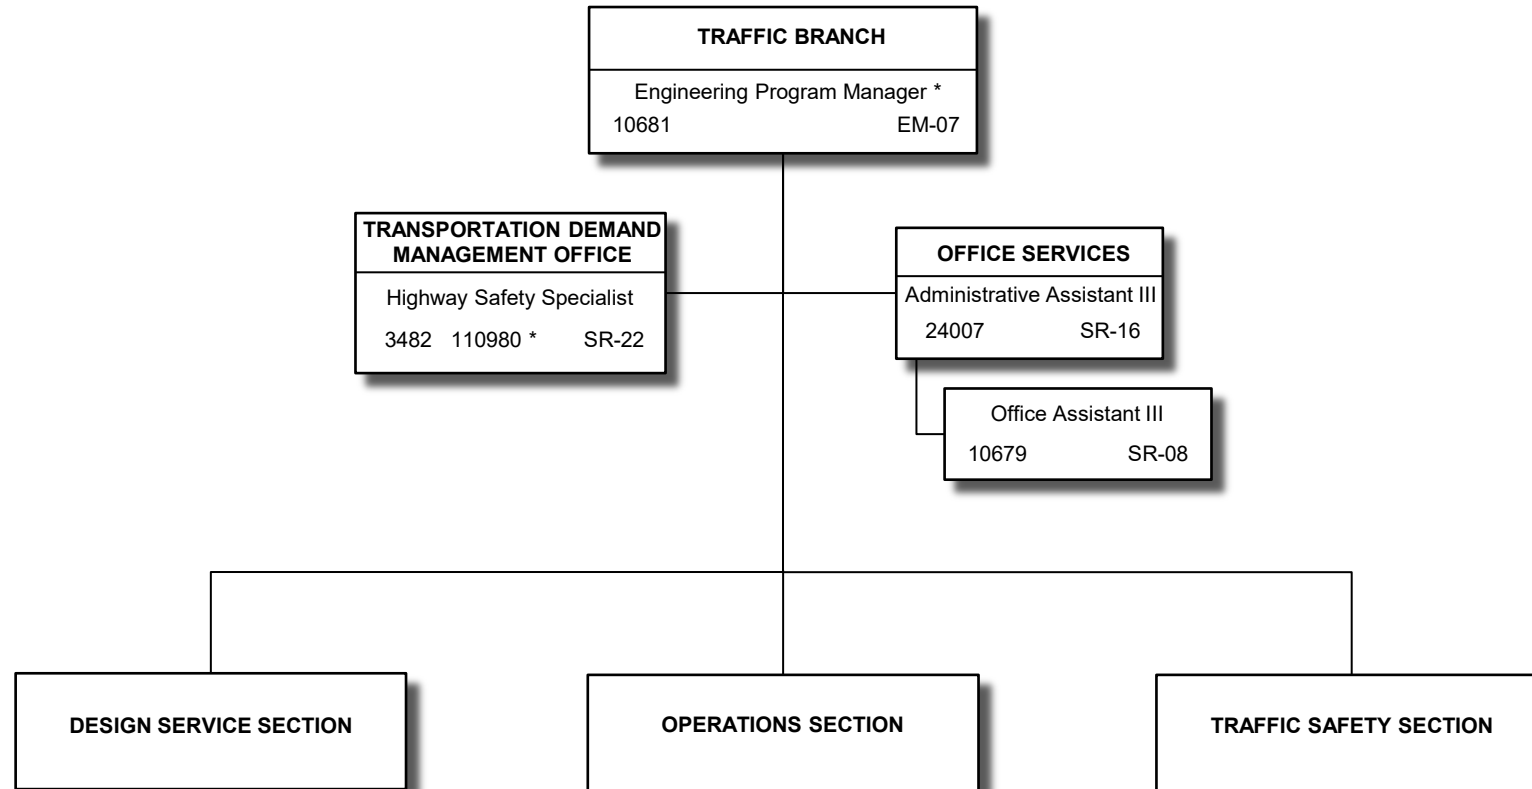 TRAFFIC BRANCH
Engineering Program Manager *
10681 EM-07
TRANSPORTATION DEMAND
MANAGEMENT OFFICE
Highway Safety Specialist
3482 110980 * SR-22
OFFICE SERVICES
Administrative Assistant III
24007 SR-16
Office Assistant III
10679 SR-08
DESIGN SERVICE SECTION
OPERATIONS SECTION
TRAFFIC SAFETY SECTION